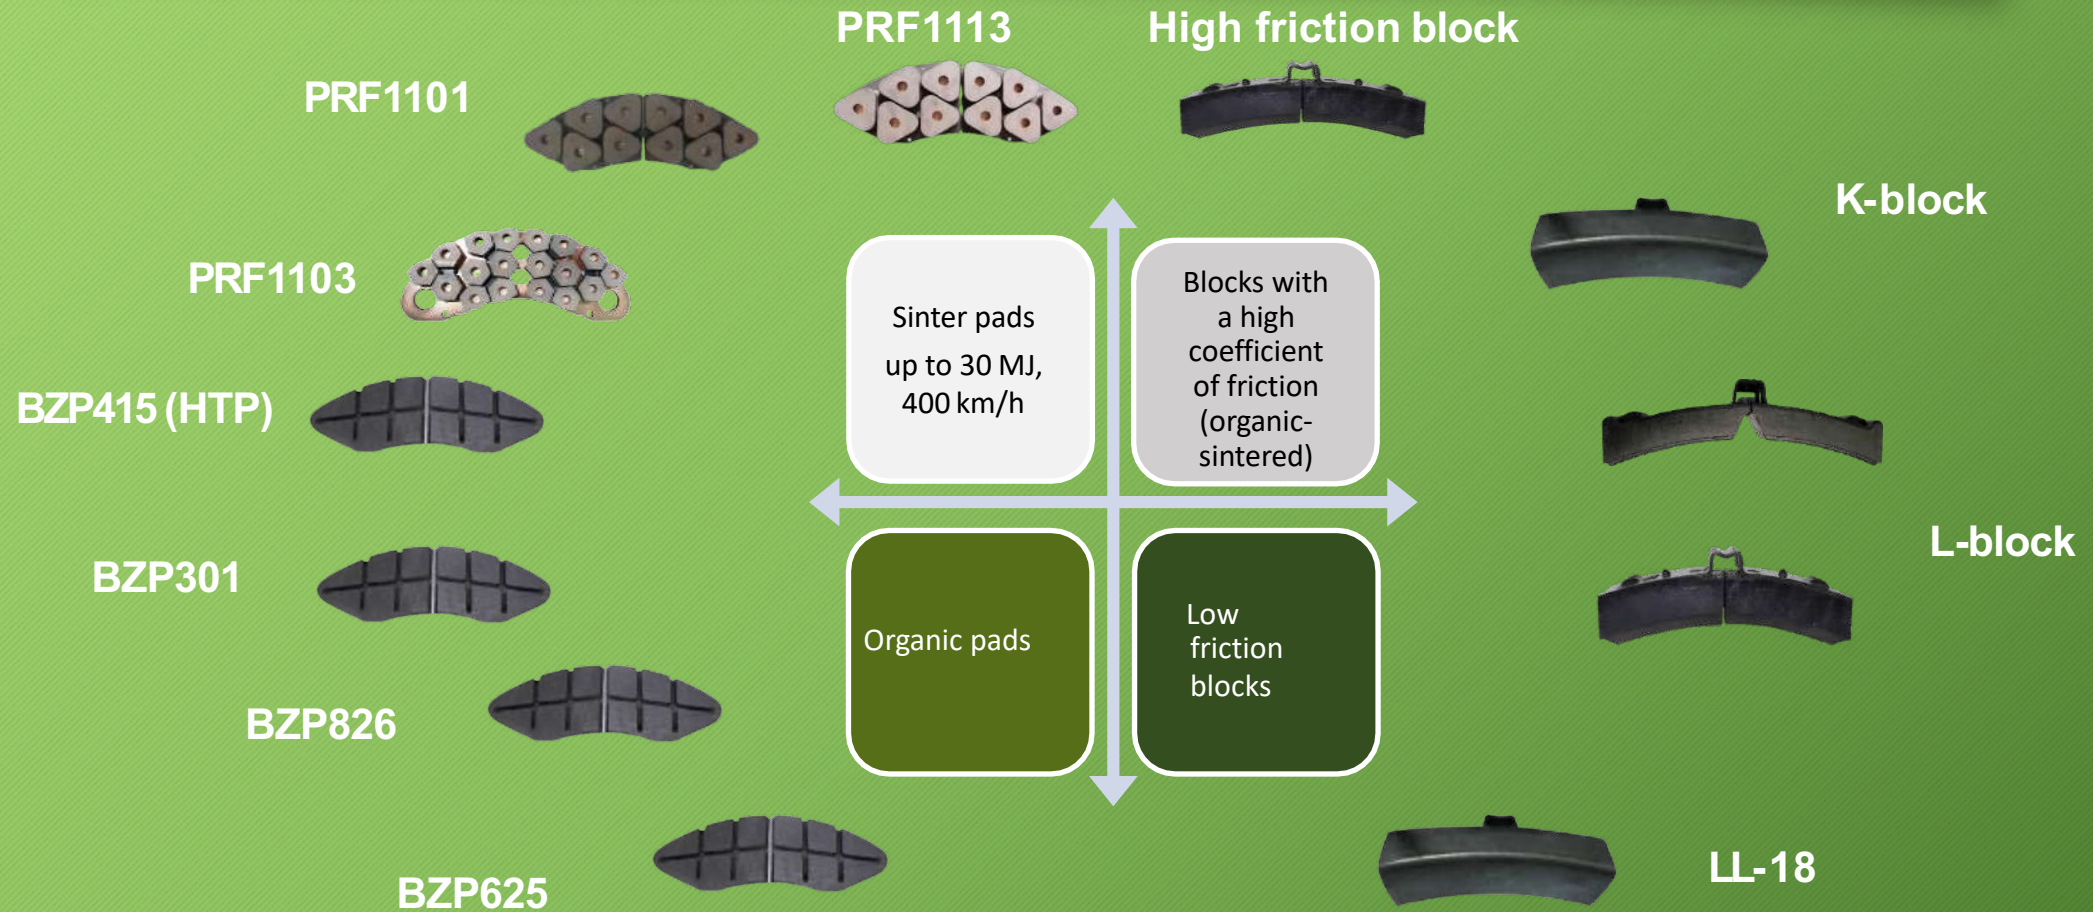 PRF1113
High friction block
PRF1101
K-block
PRF1103
Sinter pads
up to 30 MJ,
400 km/h
Blocks with
a high
coefficient
of friction
(organic-
sintered)
BZP415 (HTP)
L-block
BZP301
Organic pads
Low
friction
blocks
BZP826
LL-18
BZP625